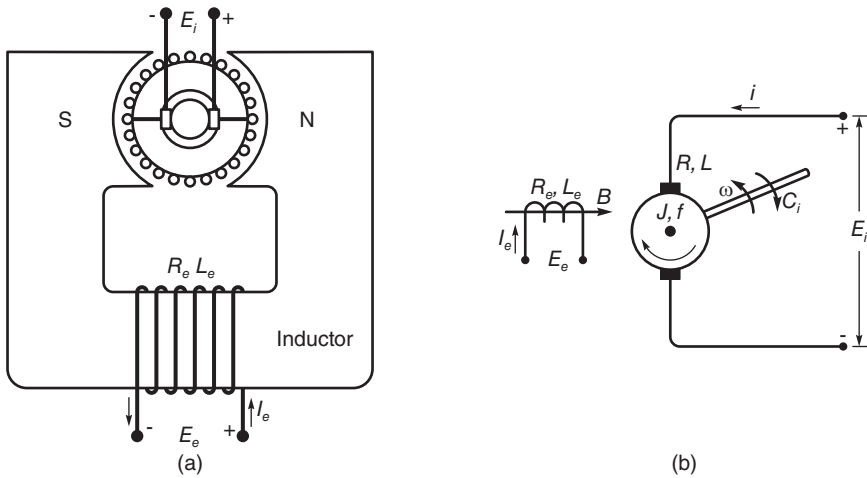 - E_i +
S
N
R_e L_e
Inductor
I_e
- E_e +
(a)
i
+
R, L
R_e, L_e
B
ω
C_i
J, f
I_e
E_e
E_i
-
(b)